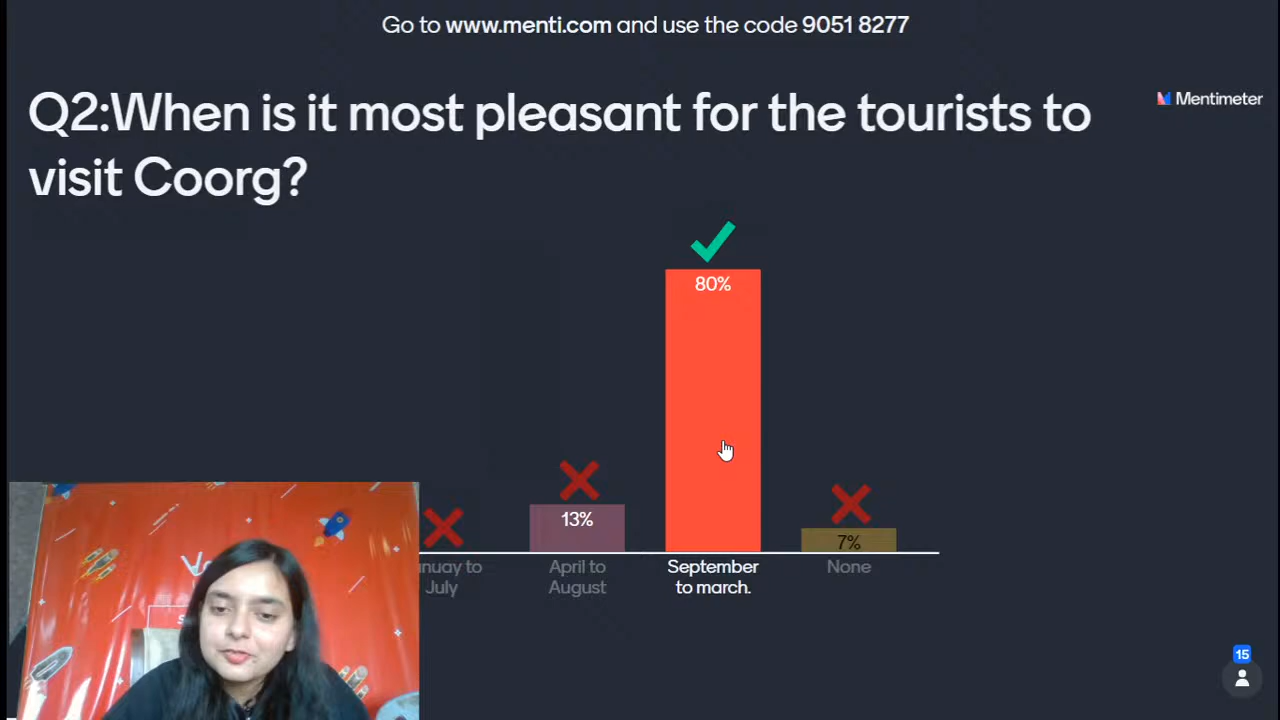 Go to www.menti.com and use the code 9051 8277
Q2:When is it most pleasant for the tourists to
visit Coorg?
Mentimeter
80%
13%
7%
to
July
April to
August
September
to march.
None
15